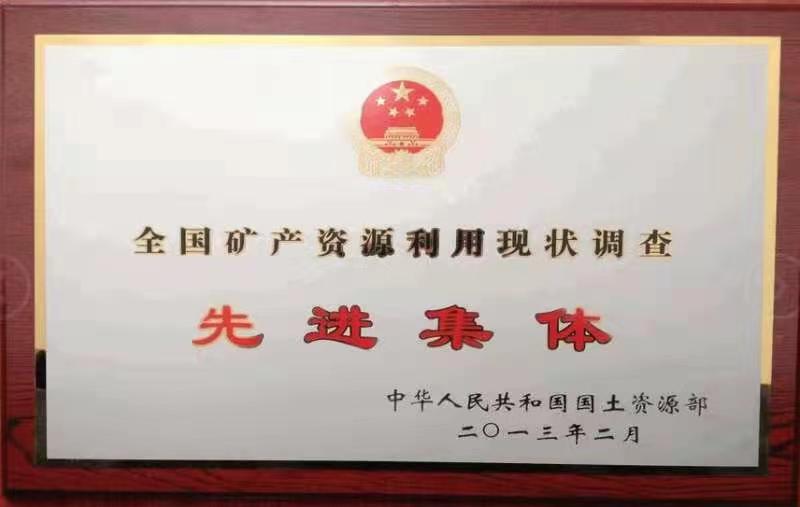 全国矿产资源利用现状调查
先进集体
中华人民共和国国土资源部
二〇一三年二月